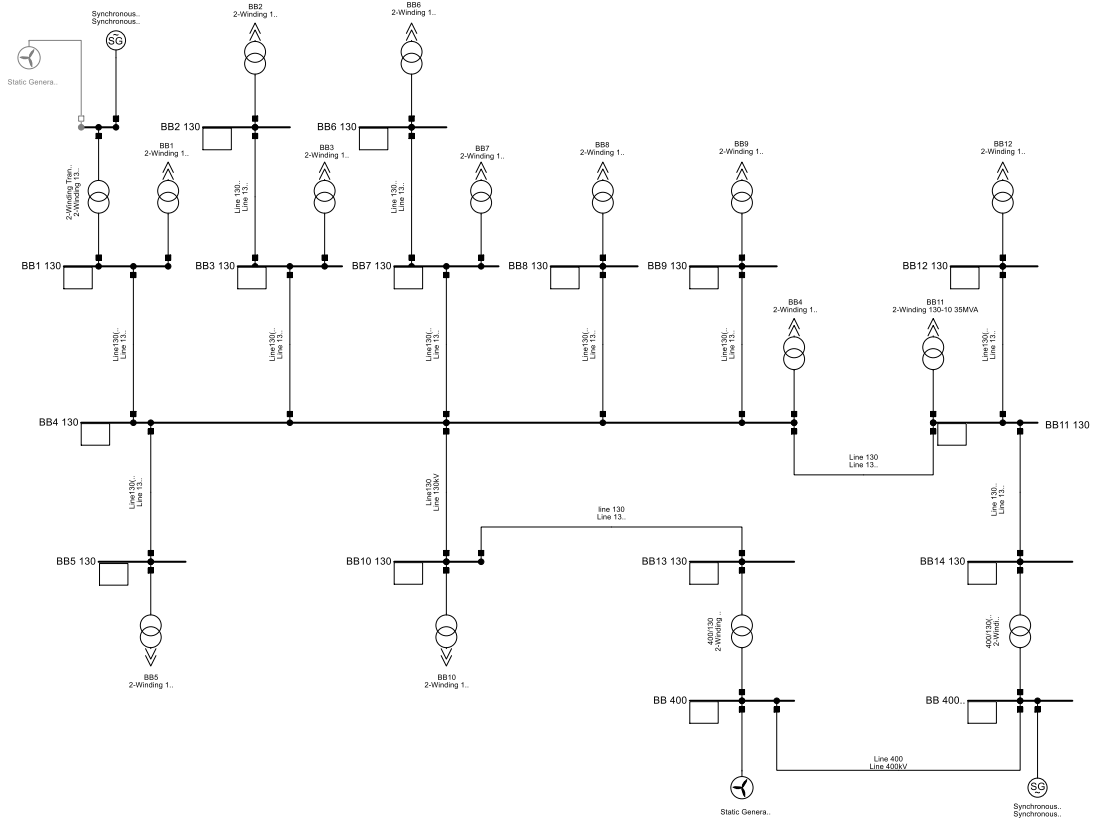 Synchronous..
Synchronous..
SG
Static Genera..
BB2
2-Winding 1..
BB6
2-Winding 1..
BB2 130
BB6 130
BB1
2-Winding 1..
BB3
2-Winding 1..
BB7
2-Winding 1..
BB8
2-Winding 1..
BB9
2-Winding 1..
BB12
2-Winding 1..
2-Winding Tran..
2-Winding 13..
Line 130..
Line 13..
Line 130..
Line 13..
BB1 130
BB3 130
BB7 130
BB8 130
BB9 130
BB12 130
BB4
2-Winding 1..
BB11
2-Winding 130-10 35MVA
Line130(..
Line 13..
Line130(..
Line 13..
Line130(..
Line 13..
Line130(..
Line 13..
Line130(..
Line 13..
Line130(..
Line 13..
BB4 130
BB11 130
Line 130
Line 13..
Line130(..
Line 13..
Line130
Line 130kV
Line 130..
Line 13..
line 130
Line 13..
BB5 130
BB10 130
BB13 130
BB14 130
400/130
2-Winding ..
400/130(..
2-Windi..
BB5
2-Winding 1..
BB10
2-Winding 1..
BB 400
BB 400..
Line 400
Line 400kV
SG
Static Genera..
Synchronous..
Synchronous..